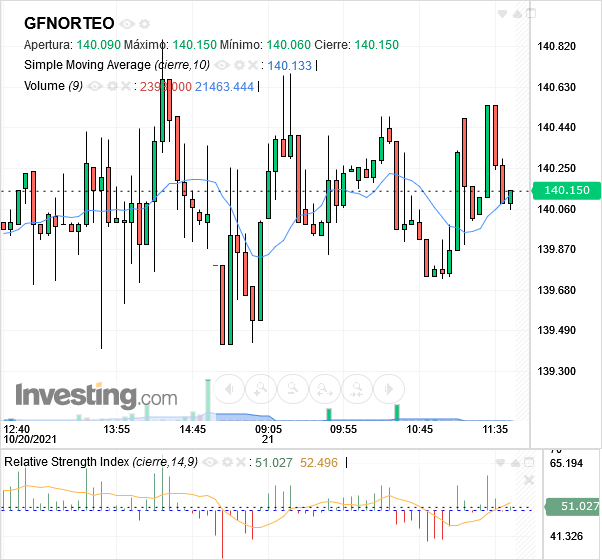 GFNORTEO
Apertura: 140.090 Máximo: 140.150 Mínimo: 140.060 Cierre: 140.150
Simple Moving Average (cierre,10) : 140.133
Volume (9) : 21463.444
140.820
140.630
140.440
140.250
140.150
140.060
139.870
139.680
139.490
139.300
Investing.com
12:40 13:55 14:45 09:05 09:55 10:45 11:35
10/20/2021 21
Relative Strength Index (cierre,14,9) : 51.027 52.496
70
65.194
51.027
41.326